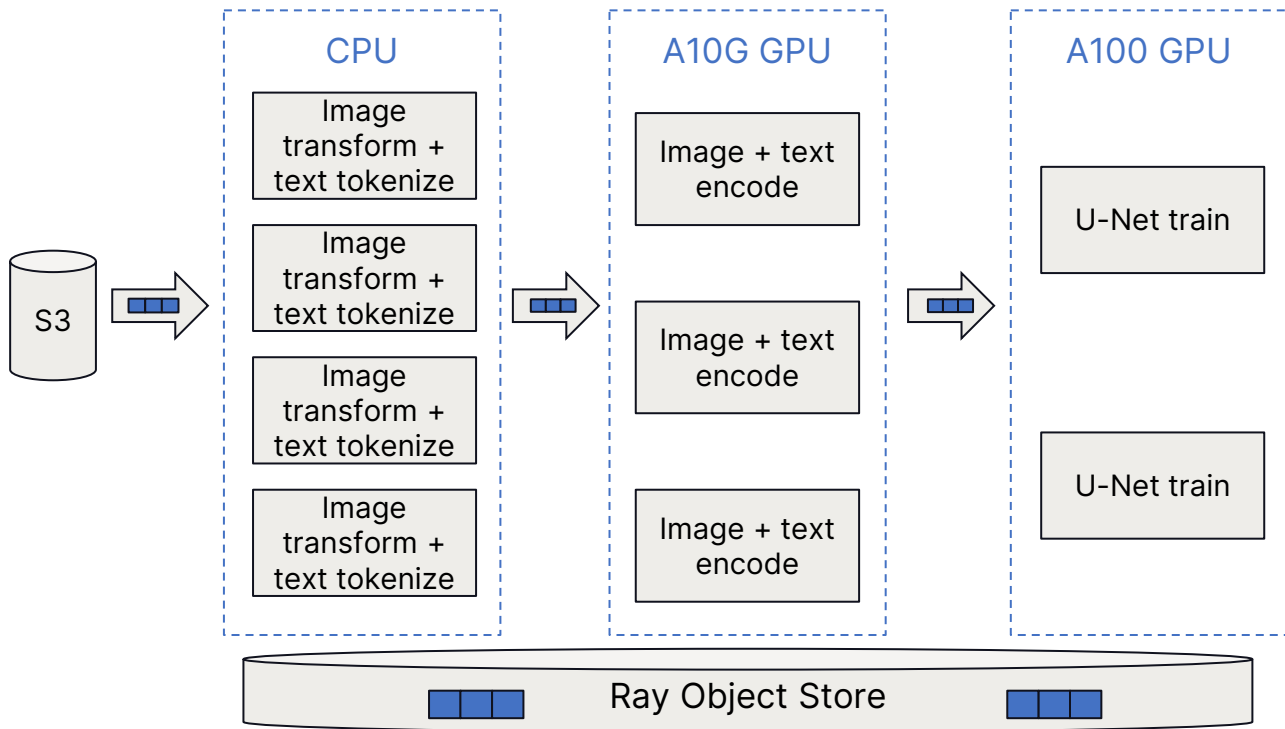 CPU
A10G GPU
A100 GPU
S3
Image
transform +
text tokenize
Image
transform +
text tokenize
Image
transform +
text tokenize
Image
transform +
text tokenize
Image + text
encode
Image + text
encode
Image + text
encode
U-Net train
U-Net train
Ray Object Store